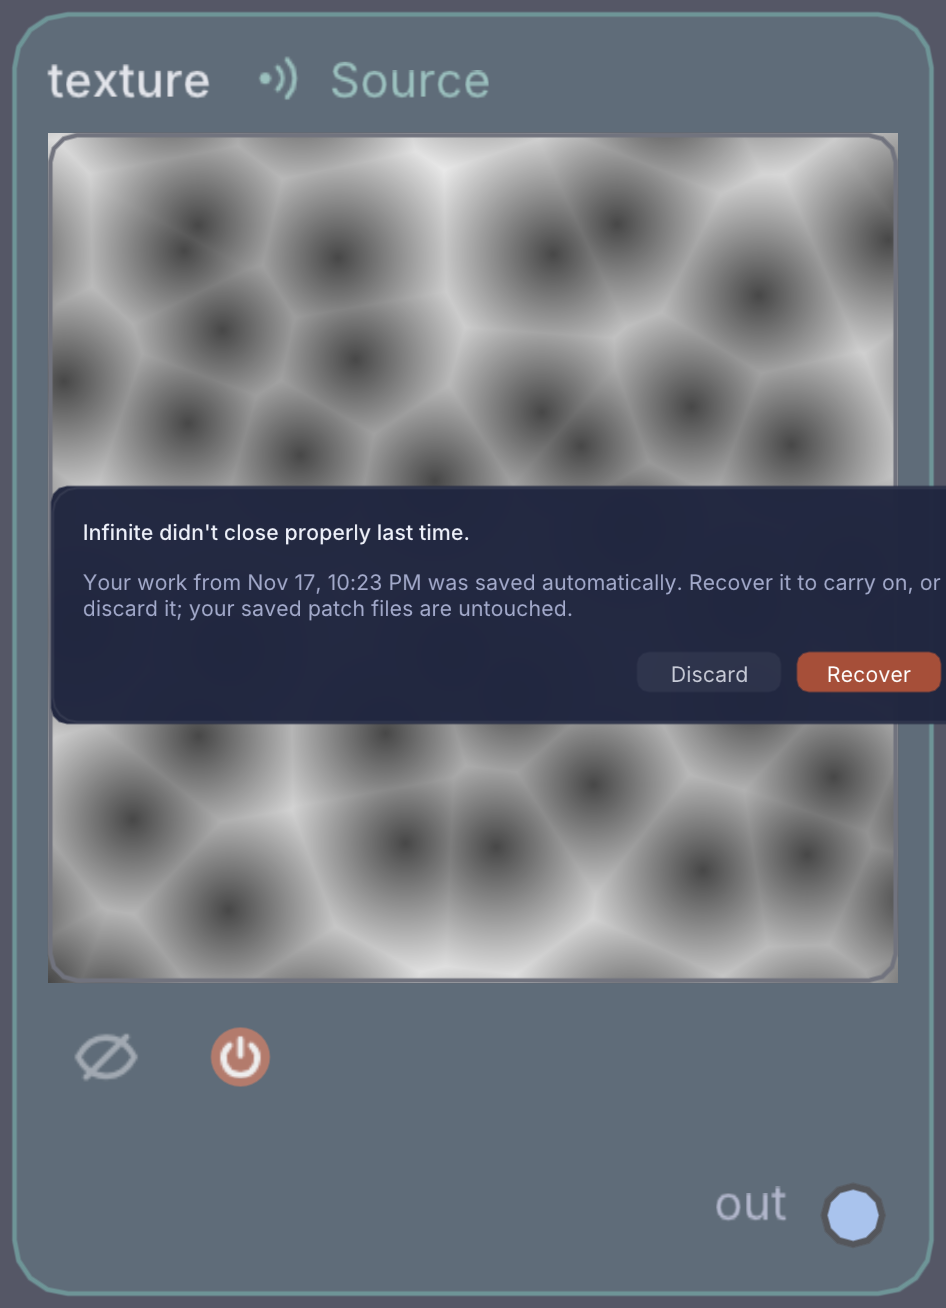 texture Source
Infinite didn't close properly last time.
Your work from Nov 17, 10:23 PM was saved automatically. Recover it to carry on, or
discard it; your saved patch files are untouched.
Discard Recover
out